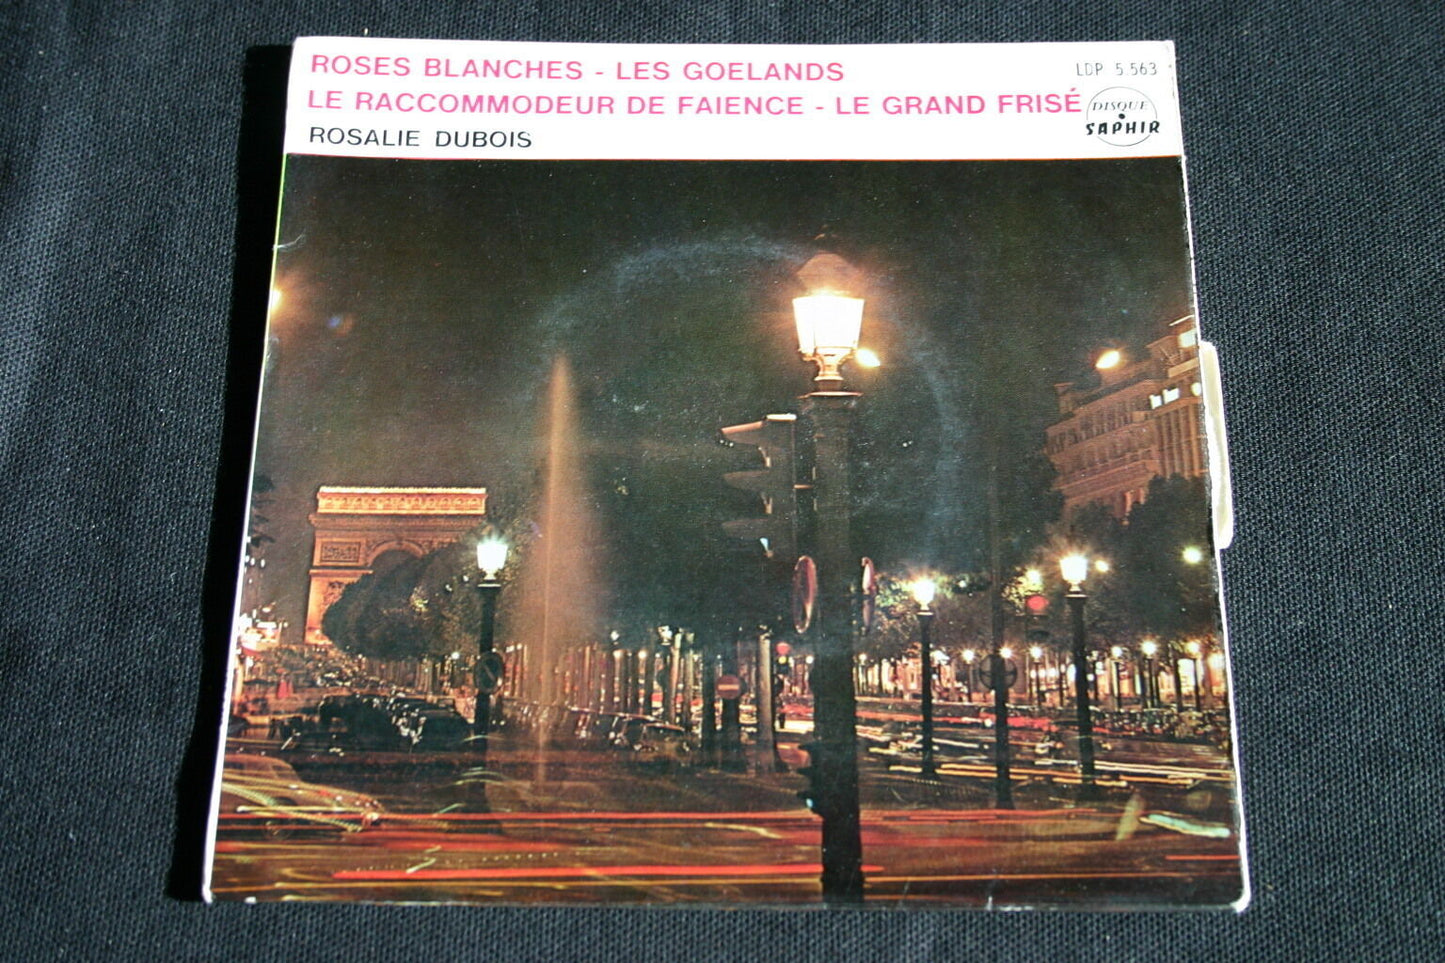 ROSES BLANCHES - LES GOELANDS
LDP 5.563
LE RACCOMMODEUR DE FAIENCE - LE GRAND FRISÉ
DISQUE
SAPHIR
ROSALIE DUBOIS